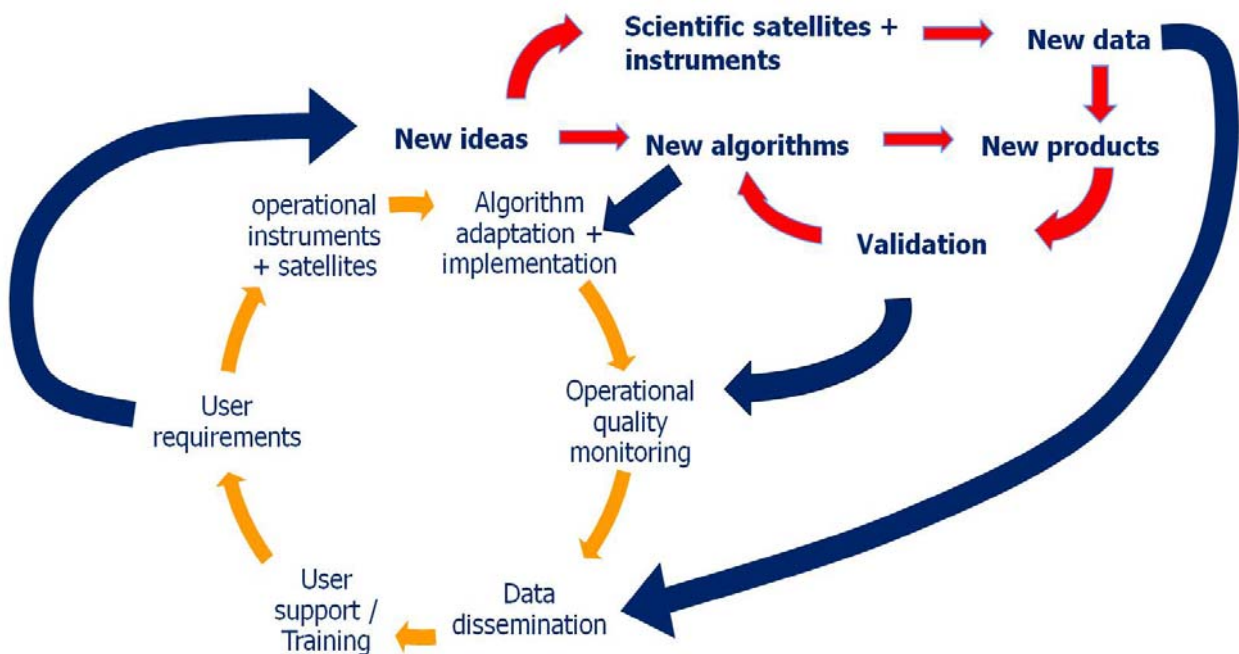 Scientific satellites +
instruments
New data
New ideas
New algorithms
New products
operational
instruments
+ satellites
Algorithm
adaptation +
implementation
Validation
User
requirements
Operational
quality
monitoring
User
support /
Training
Data
dissemination